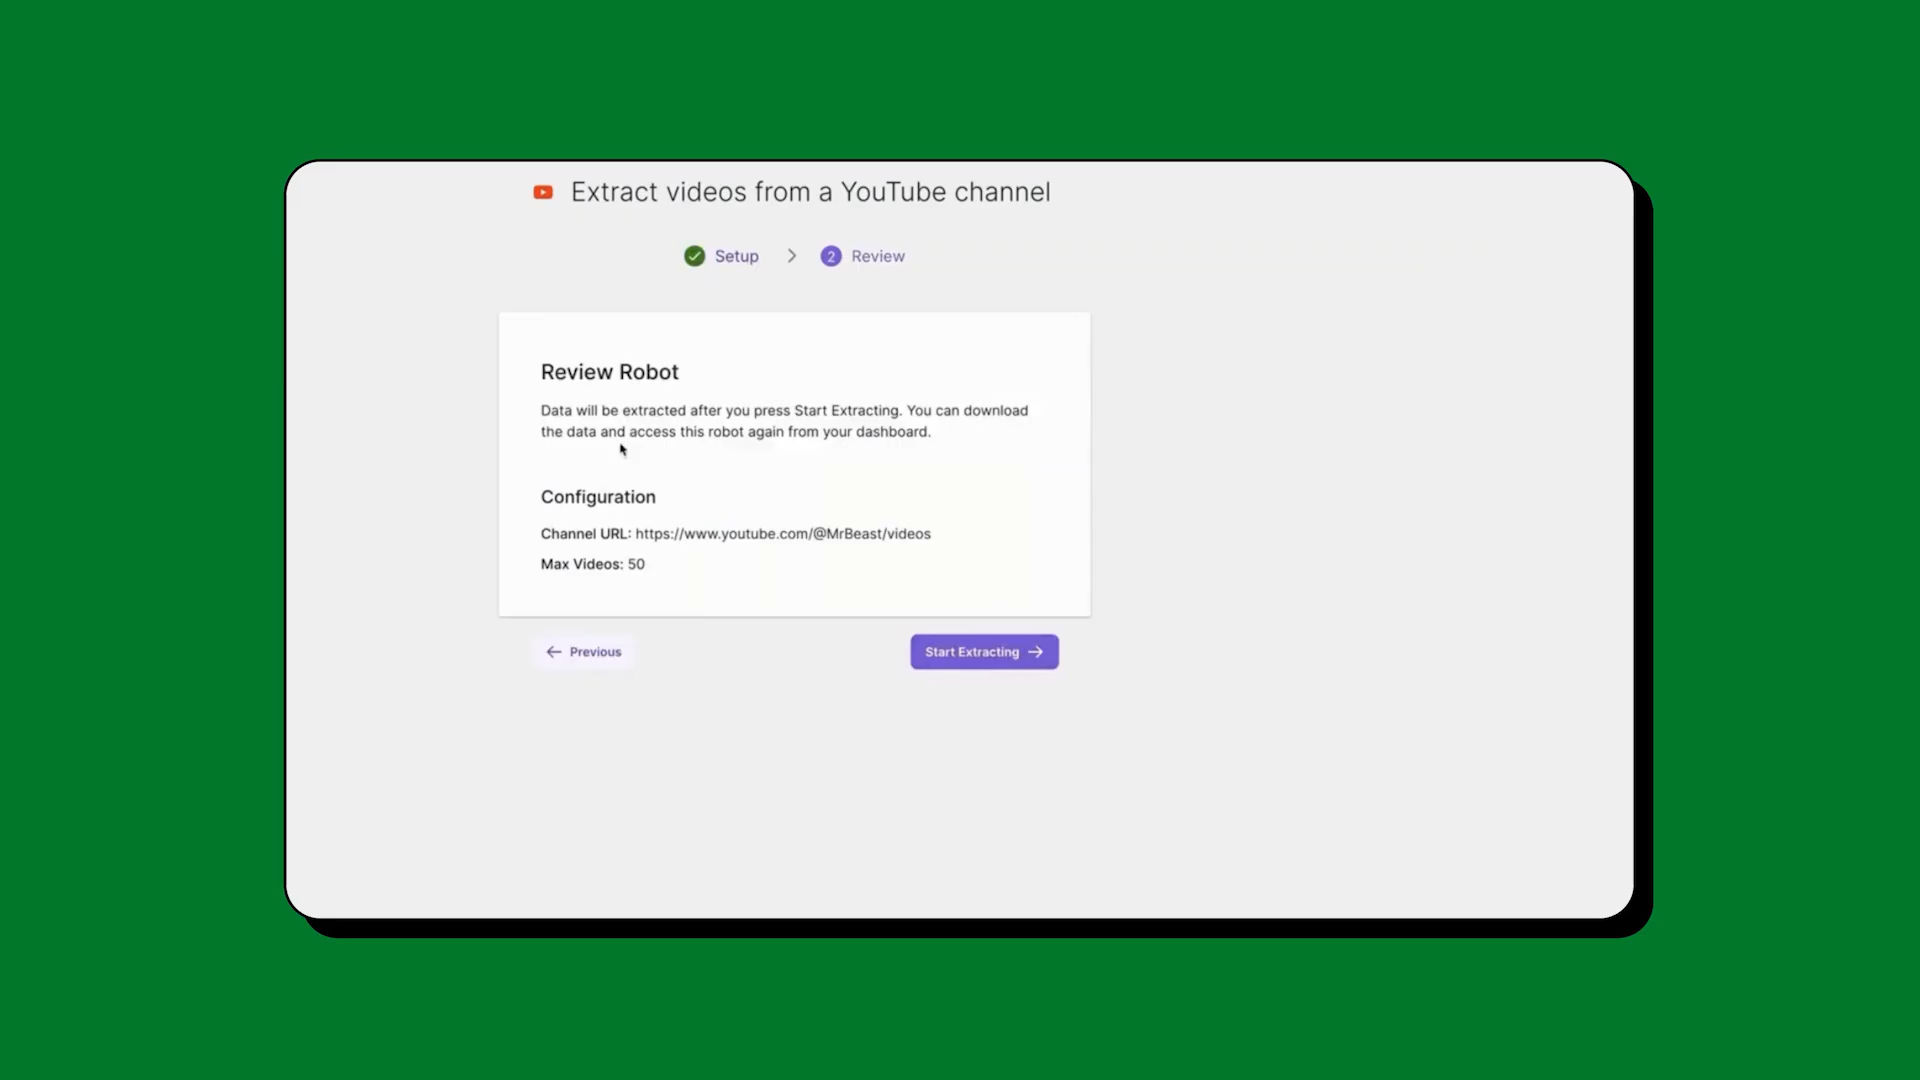 Extract videos from a YouTube channel
Setup
2 Review
Review Robot
Data will be extracted after you press Start Extracting. You can download
the data and access this robot again from your dashboard.
Configuration
Channel URL: https://www.youtube.com/@MrBeast/videos
Max Videos: 50
Previous
Start Extracting